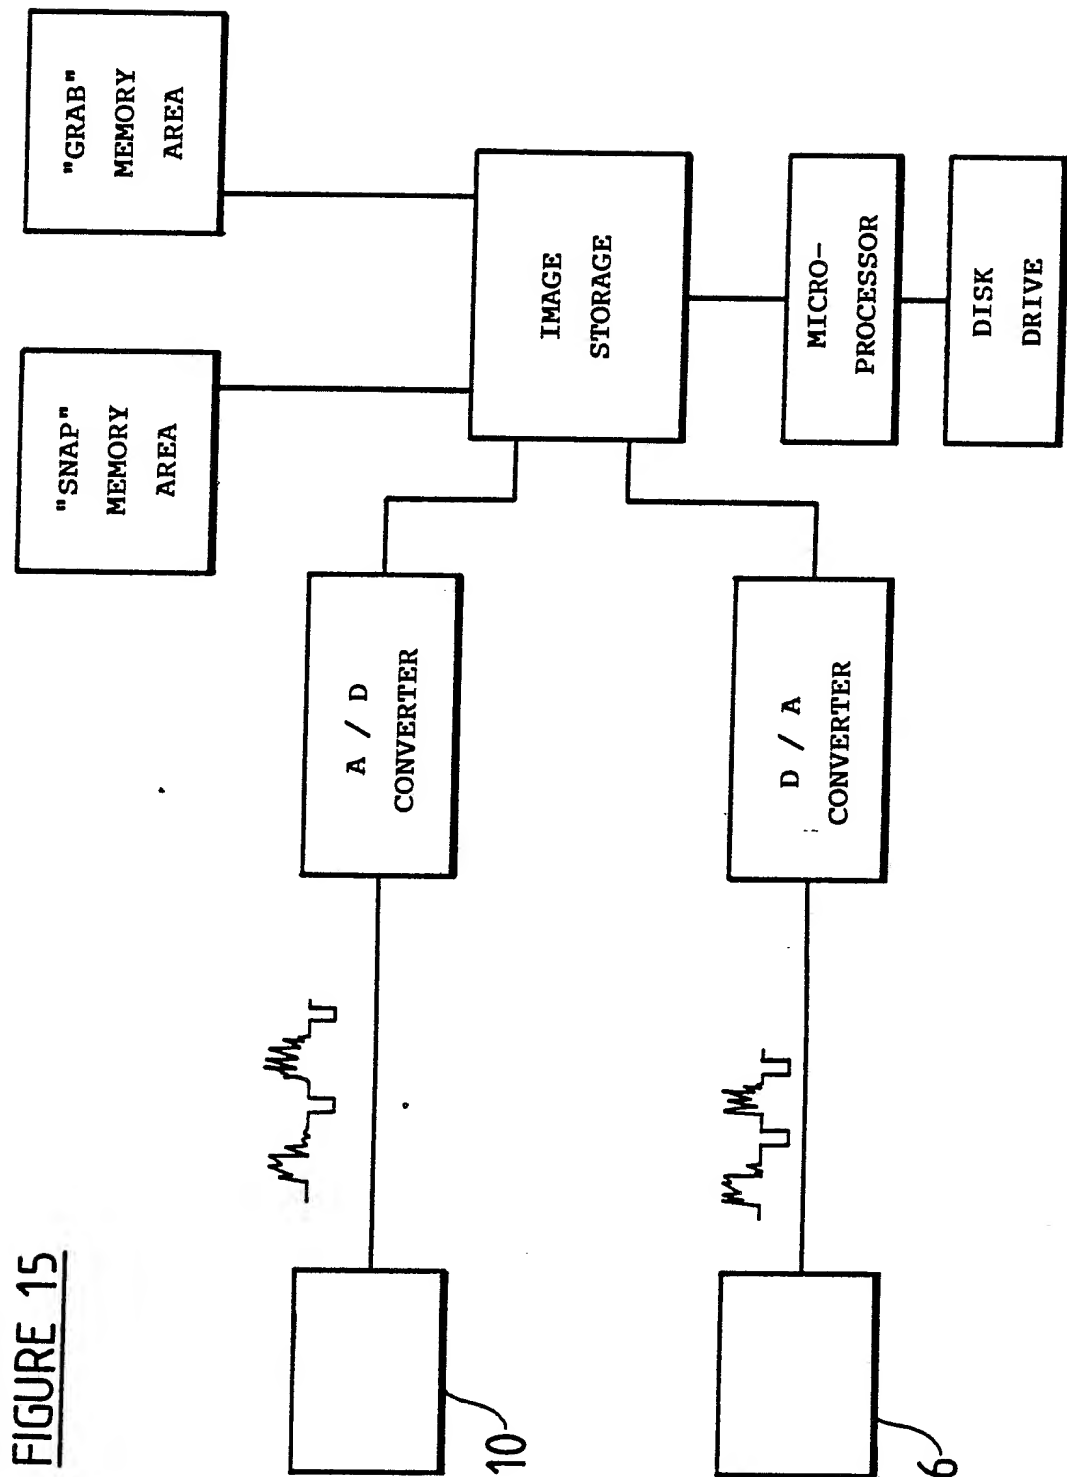 FIGURE 15
"SNAP"
MEMORY
AREA
"GRAB"
MEMORY
AREA
A / D
CONVERTER
IMAGE
STORAGE
10
D / A
CONVERTER
MICRO-
PROCESSOR
DISK
DRIVE
6